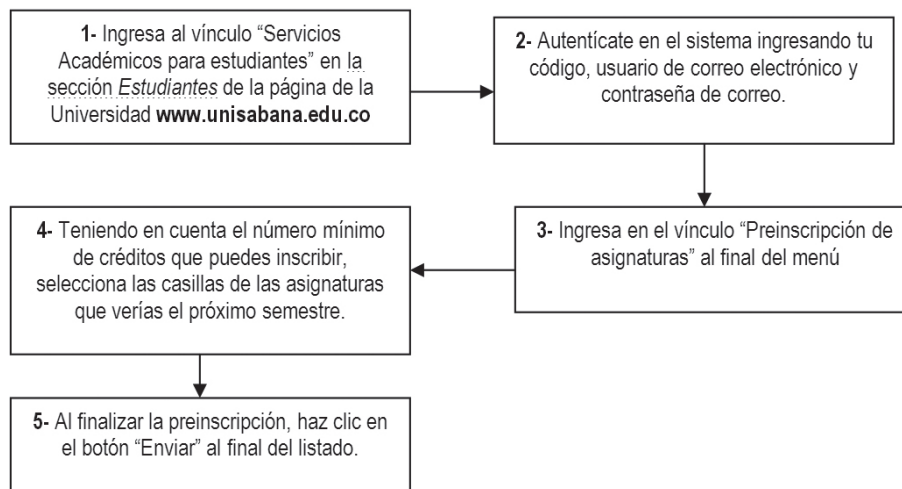 1- Ingresa al vínculo “Servicios
Académicos para estudiantes” en la
sección Estudiantes de la página de la
Universidad www.unisabana.edu.co
2- Autentícate en el sistema ingresando tu
código, usuario de correo electrónico y
contraseña de correo.
3- Ingresa en el vínculo “Preinscripción de
asignaturas” al final del menú
4- Teniendo en cuenta el número mínimo
de créditos que puedes inscribir,
selecciona las casillas de las asignaturas
que verías el próximo semestre.
5- Al finalizar la preinscripción, haz clic en
el botón “Enviar” al final del listado.